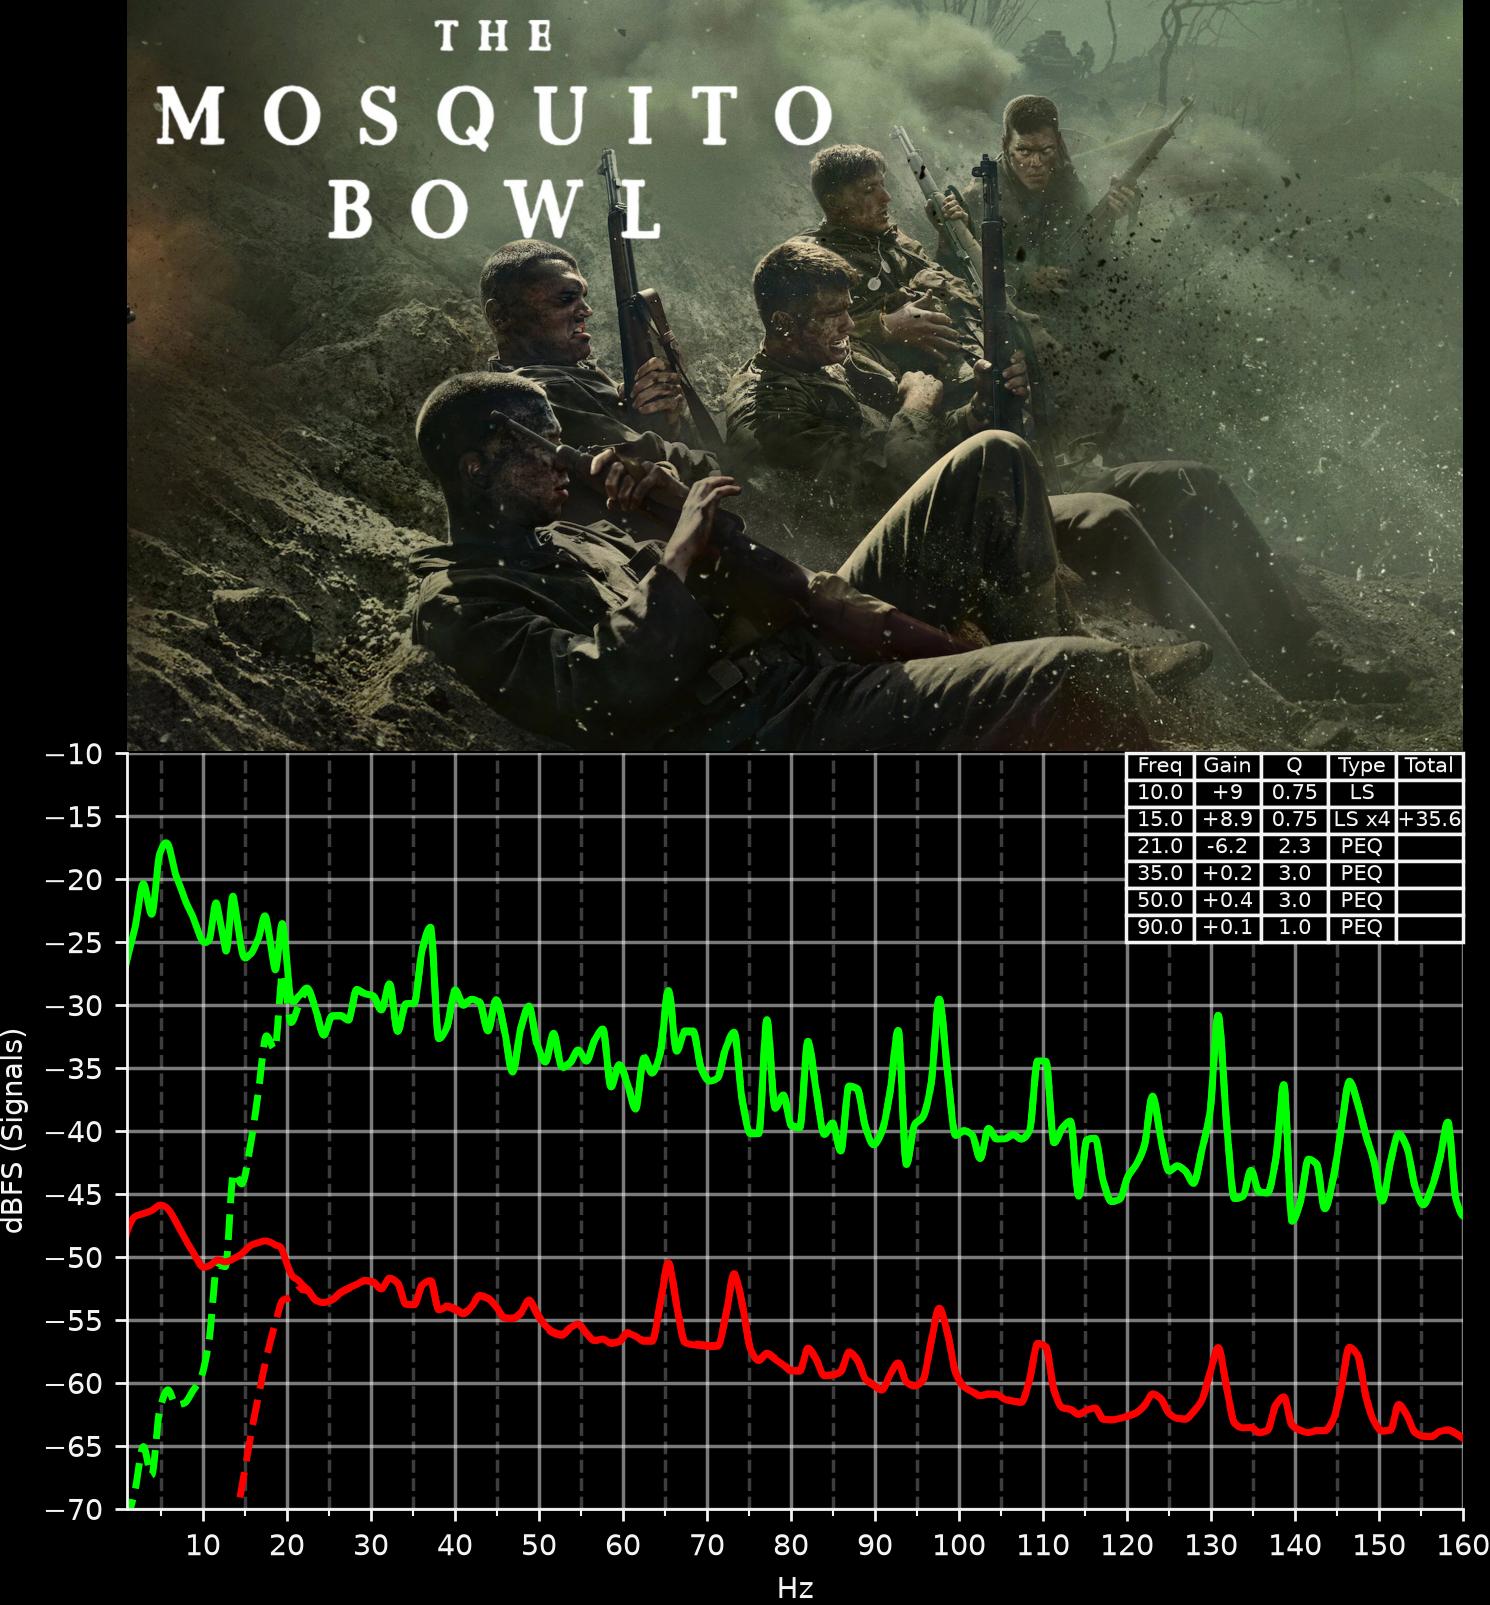 THE
MOSQUITO
BOWL
−10
−15
−20
−25
−30
−35
−40
−45
−50
−55
−60
−65
−70
dBFS (Signals)
Freq Gain Q Type Total
10.0 +9 0.75 LS
15.0 +8.9 0.75 LS x4 +35.6
21.0 -6.2 2.3 PEQ
35.0 +0.2 3.0 PEQ
50.0 +0.4 3.0 PEQ
90.0 +0.1 1.0 PEQ
10 20 30 40 50 60 70 80 90 100 110 120 130 140 150 160
Hz